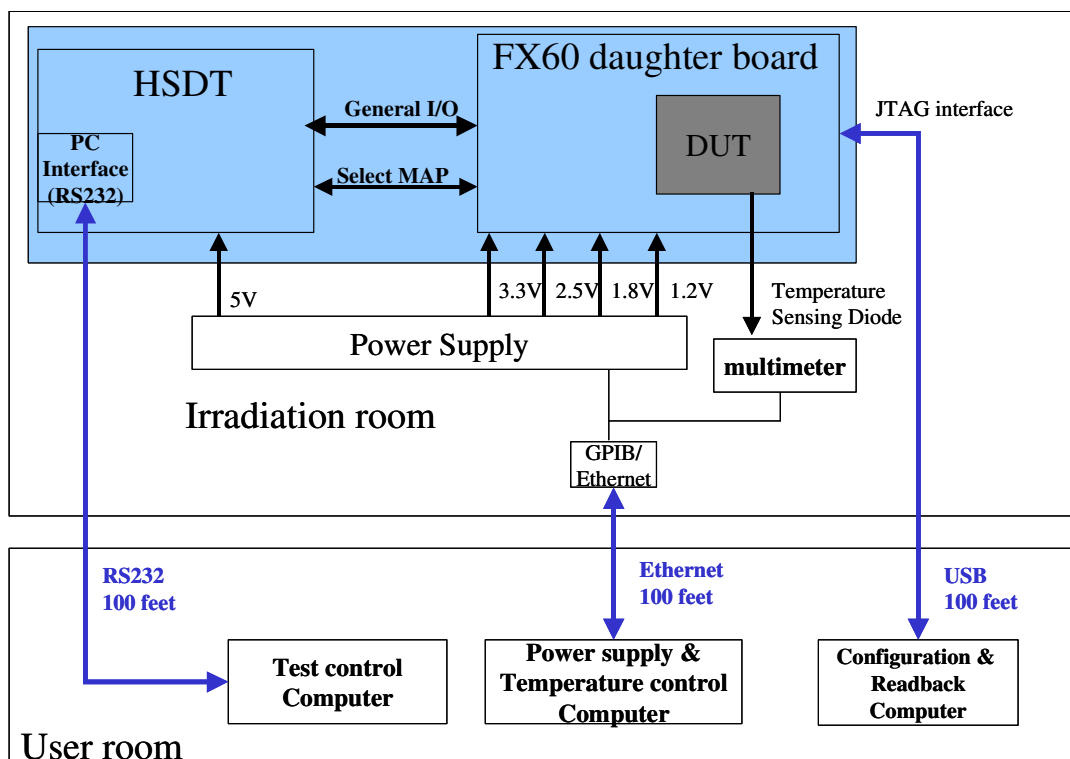 HSDT
FX60 daughter board
General I/O
JTAG interface
PC
Interface
(RS232)
DUT
Select MAP
5V
3.3V
2.5V
1.8V
1.2V
Temperature
Sensing Diode
Power Supply
multimeter
Irradiation room
GPIB/
Ethernet
RS232
100 feet
Ethernet
100 feet
USB
100 feet
Test control
Computer
Power supply &
Temperature control
Computer
Configuration &
Readback
Computer
User room